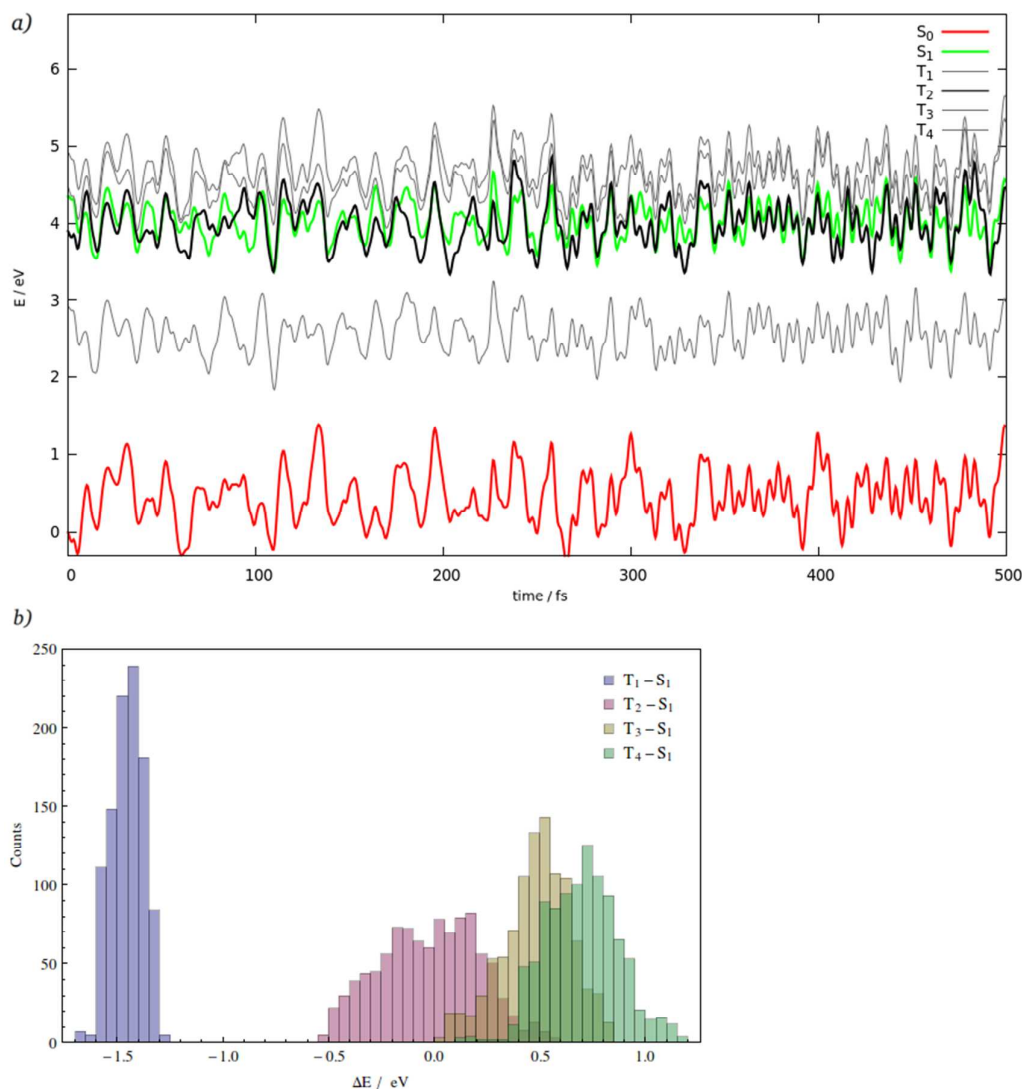 a)
S₀
S₁
T₁
T₂
T₃
T₄
6
5
4
3
2
1
0
E / eV
0 100 200 300 400 500
time / fs
b)
250
200
150
100
50
0
Counts
T₁ – S₁
T₂ – S₁
T₃ – S₁
T₄ – S₁
−1.5 −1.0 −0.5 0.0 0.5 1.0
ΔE / eV